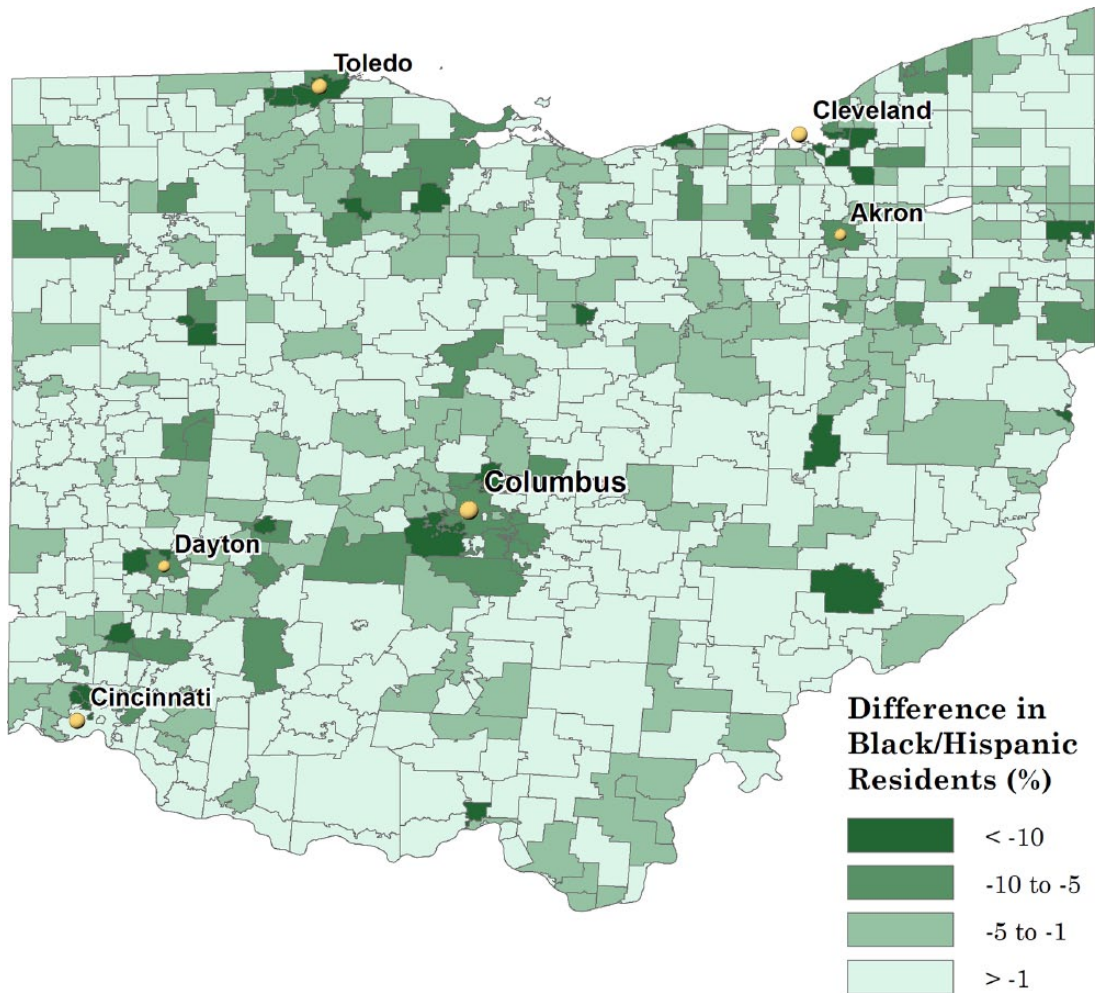 Toledo
Cleveland
Akron
Columbus
Dayton
Cincinnati
Difference in
Black/Hispanic
Residents (%)
< -10
-10 to -5
-5 to -1
> -1